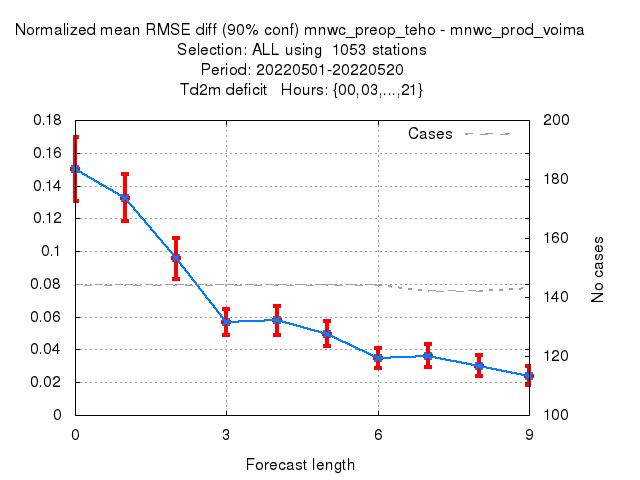 Normalized mean RMSE diff (90% conf) mnwc_preop_teho - mnwc_prod_voima
Selection: ALL using  1053 stations
Period: 20220501-20220520
Td2m deficit   Hours: {00,03,...,21}
Cases
0.18
0.16
0.14
0.12
0.1
0.08
0.06
0.04
0.02
0
200
180
160
140
120
100
No cases
0 3 6 9
Forecast length